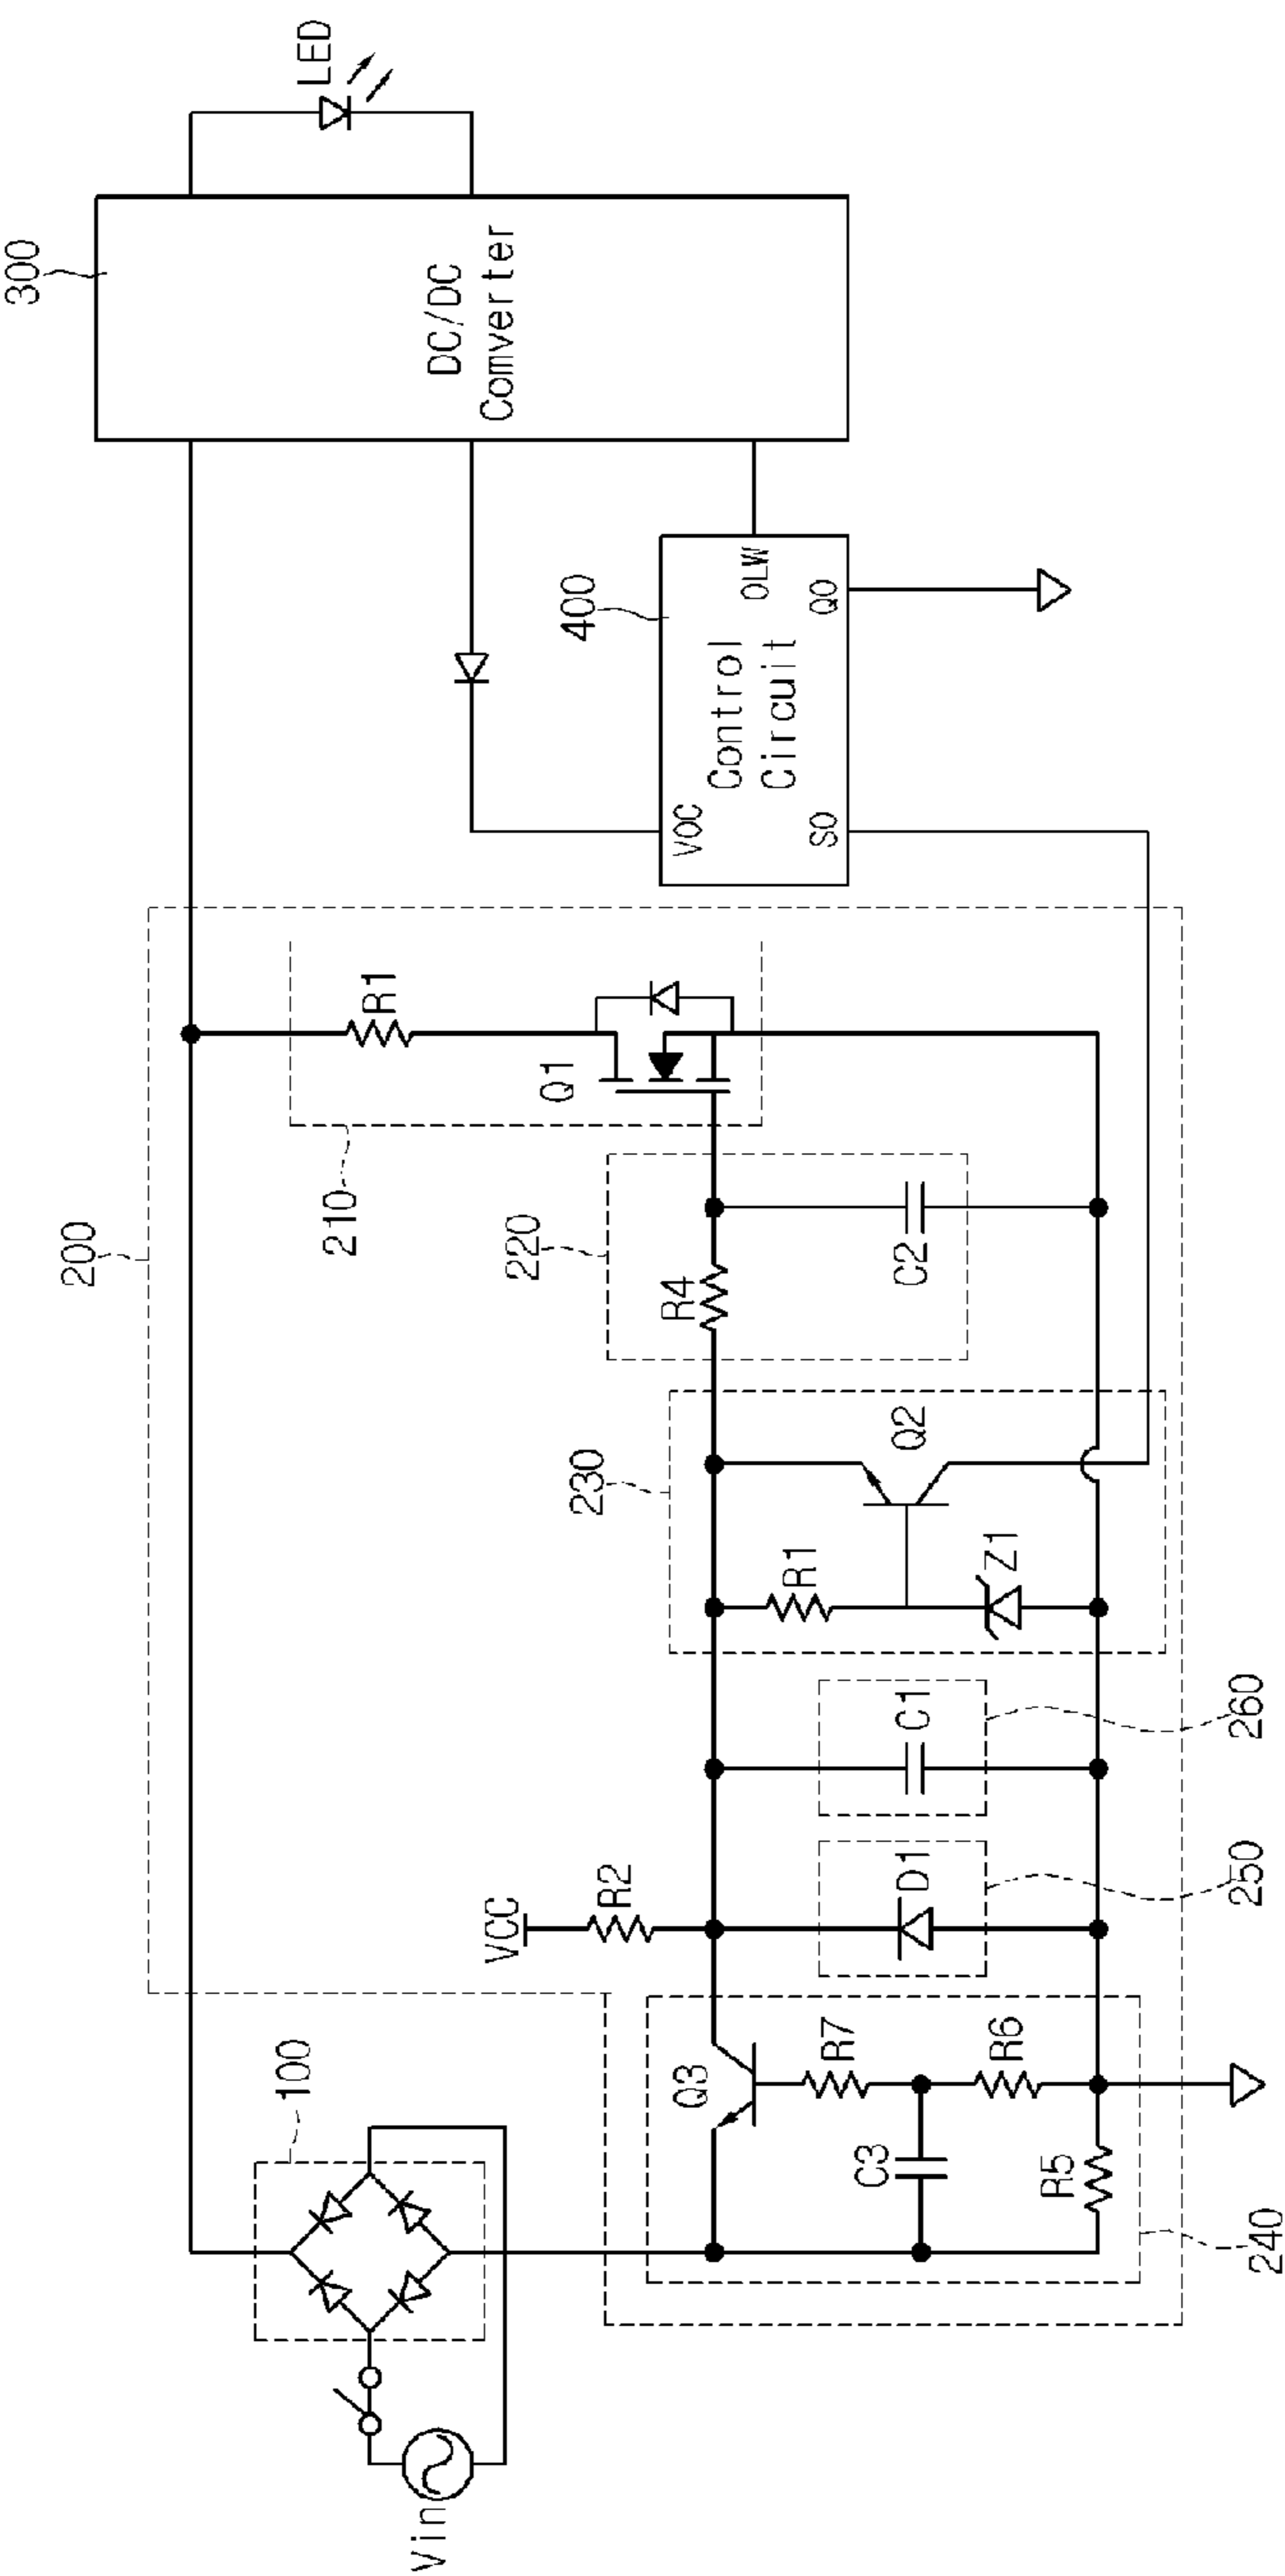 Vin
100
240
VCC
R2
Q3
R7
C3
R6
R5
D1
250
C1
260
230
R1
Z1
Q2
220
R4
C2
200
210
R1
Q1
400
VOC
Control
Circuit
SO
OLW
QO
300
DC/DC
Comverter
LED